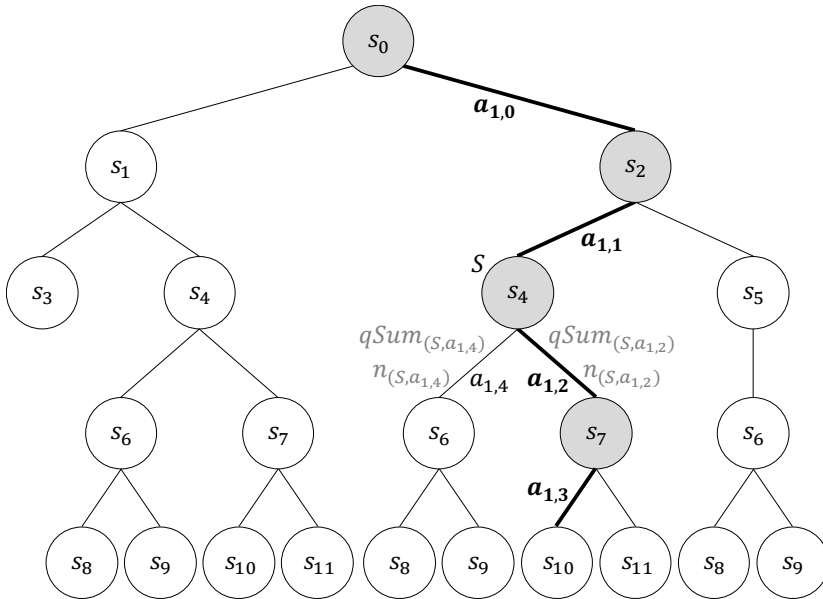 s₀
a₁,₀
s₁ s₂
a₁,₁
S
s₃ s₄ s₄ s₅
qSum₍S,a₁,₄₎ qSum₍S,a₁,₂₎
n₍S,a₁,₄₎ a₁,₄ a₁,₂ n₍S,a₁,₂₎
s₆ s₇ s₆ s₇ s₆
a₁,₃
s₈ s₉ s₁₀ s₁₁ s₈ s₉ s₁₀ s₁₁ s₈ s₉